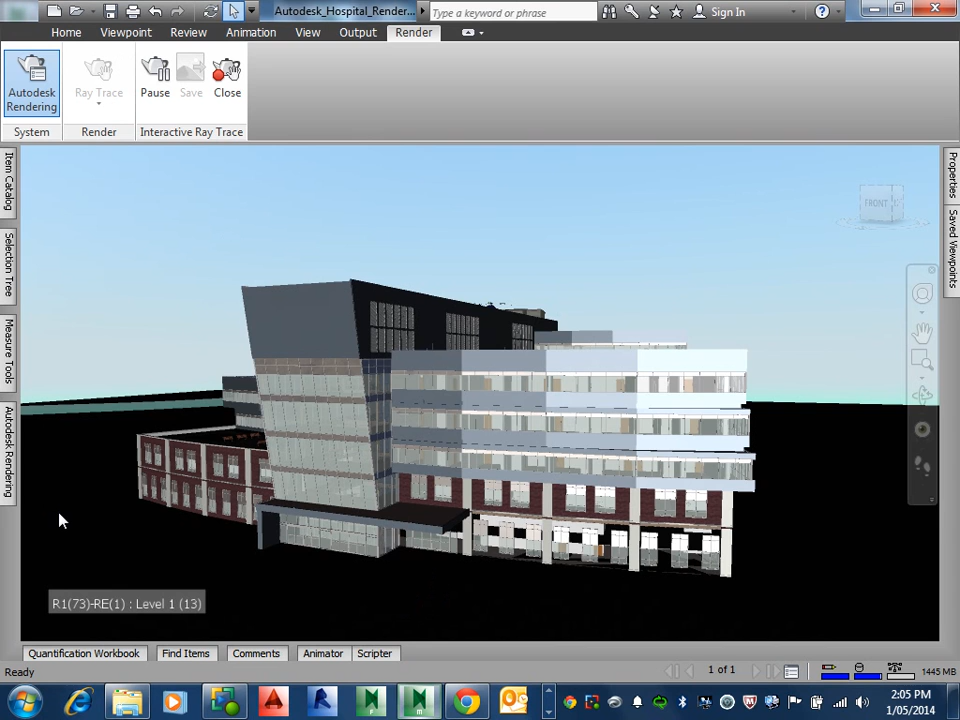 Autodesk_Hospital_Render...
Type a keyword or phrase
Sign In
Home
Viewpoint
Review
Animation
View
Output
Render
Autodesk
Rendering
Ray Trace
Pause
Save
Close
System
Render
Interactive Ray Trace
Item Catalog
Selection Tree
Measure Tools
Autodesk Rendering
Properties
Saved Viewpoints
FRONT
R1(73)-RE(1) : Level 1 (13)
Quantification Workbook
Find Items
Comments
Animator
Scripter
Ready
1 of 1
1445 MB
2:05 PM
1/05/2014